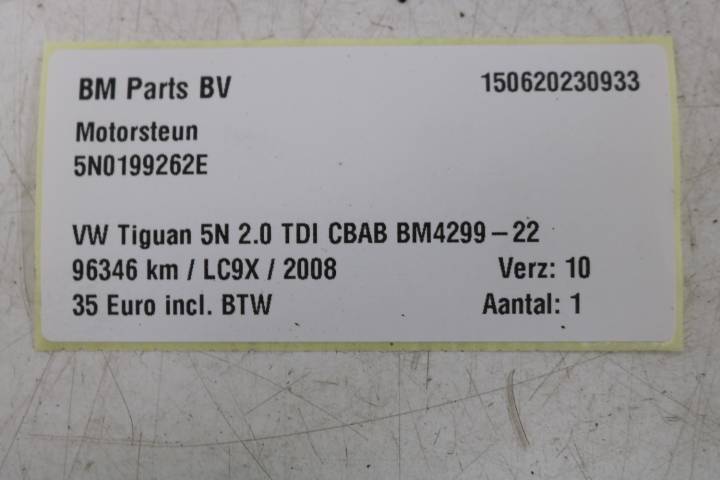 BM Parts BV 150620230933
Motorsteun
5N0199262E
VW Tiguan 5N 2.0 TDI CBAB BM4299-22
96346 km / LC9X / 2008 Verz: 10
35 Euro incl. BTW Aantal: 1